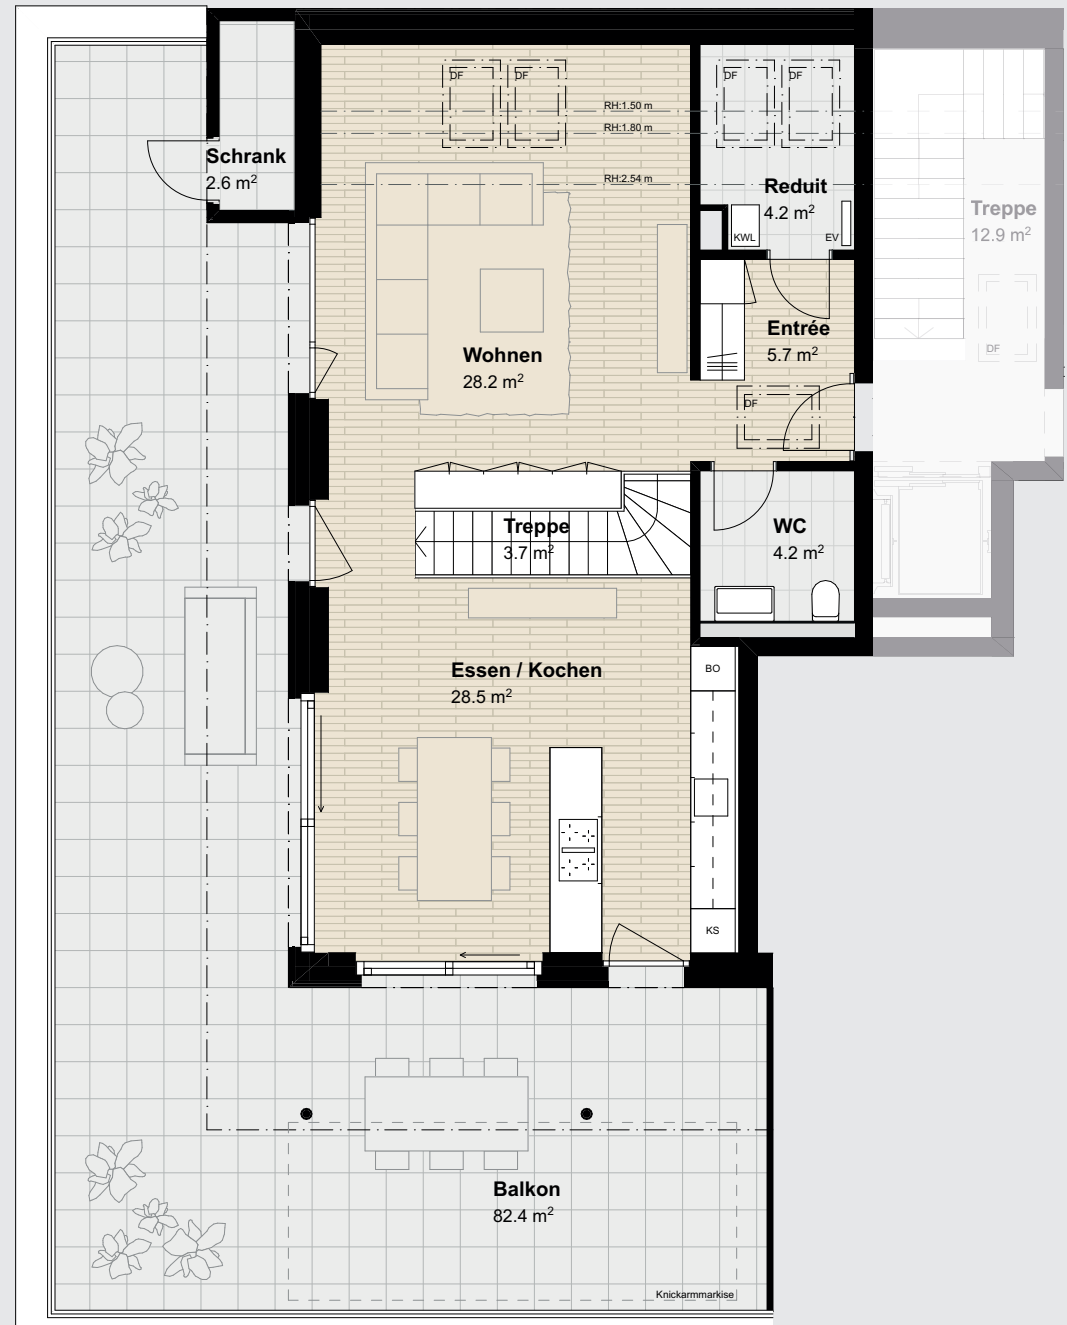 DF
DF
DF
DF
RH:1.50 m
RH:1.80 m
Schrank
2.6 m²
RH:2.54 m
Reduit
4.2 m²
Treppe
12.9 m²
KWL
EV
Entrée
5.7 m²
DF
Wohnen
28.2 m²
DF
Treppe
3.7 m²
WC
4.2 m²
Essen / Kochen
28.5 m²
BO
KS
Balkon
82.4 m²
Knickarmmarkise